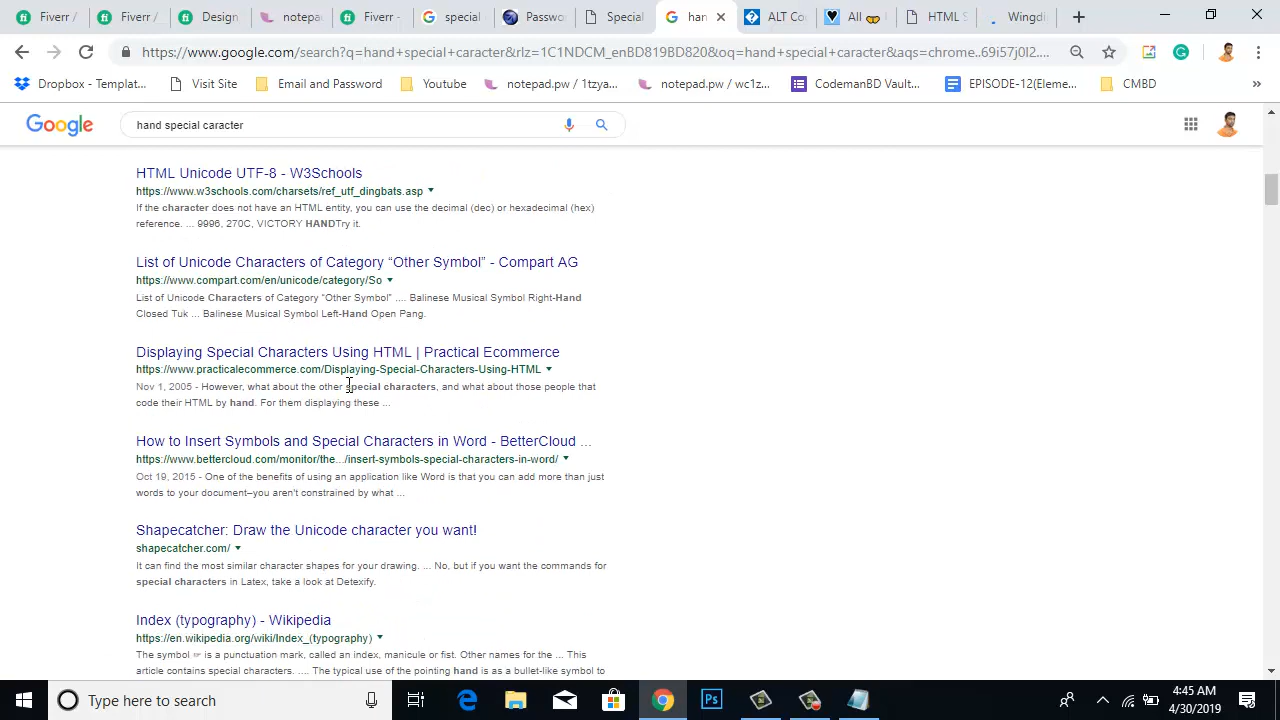 Fiverr /
Fiverr /
Design
notep
Fiverr -
special
Passwo
Special
han
ALT Co
All
HTML S
Wingdi
https://www.google.com/search?q=hand+special+caracter&rlz=1C1NDCM_enBD819BD820&oq=hand+special+caracter&aqs=chrome..69i57j0l2....
Dropbox - Templat...
Visit Site
Email and Password
Youtube
notepad.pw / 1tzya...
notepad.pw / wc1z...
CodemanBD Vault...
EPISODE-12(Eleme...
CMBD
»
Google
hand special caracter
HTML Unicode UTF-8 - W3Schools
https://www.w3schools.com/charsets/ref_utf_dingbats.asp
If the character does not have an HTML entity, you can use the decimal (dec) or hexadecimal (hex)
reference. ... 9996, 270C, VICTORY HANDTry it.
List of Unicode Characters of Category “Other Symbol” - Compart AG
https://www.compart.com/en/unicode/category/So
List of Unicode Characters of Category “Other Symbol” .... Balinese Musical Symbol Right-Hand
Closed Tuk ... Balinese Musical Symbol Left-Hand Open Pang.
Displaying Special Characters Using HTML | Practical Ecommerce
https://www.practicalecommerce.com/Displaying-Special-Characters-Using-HTML
Nov 1, 2005 - However, what about the other special characters, and what about those people that
code their HTML by hand. For them displaying these ...
How to Insert Symbols and Special Characters in Word - BetterCloud ...
https://www.bettercloud.com/monitor/the.../insert-symbols-special-characters-in-word/
Oct 19, 2015 - One of the benefits of using an application like Word is that you can add more than just
words to your document–you aren't constrained by what ...
Shapecatcher: Draw the Unicode character you want!
shapecatcher.com/
It can find the most similar character shapes for your drawing. ... No, but if you want the commands for
special characters in Latex, take a look at Detexify.
Index (typography) - Wikipedia
https://en.wikipedia.org/wiki/Index_(typography)
The symbol ☞ is a punctuation mark, called an index, manicule or fist. Other names for the ... This
article contains special characters. .... The typical use of the pointing hand is as a bullet-like symbol to
Type here to search
Ps
4:45 AM
4/30/2019